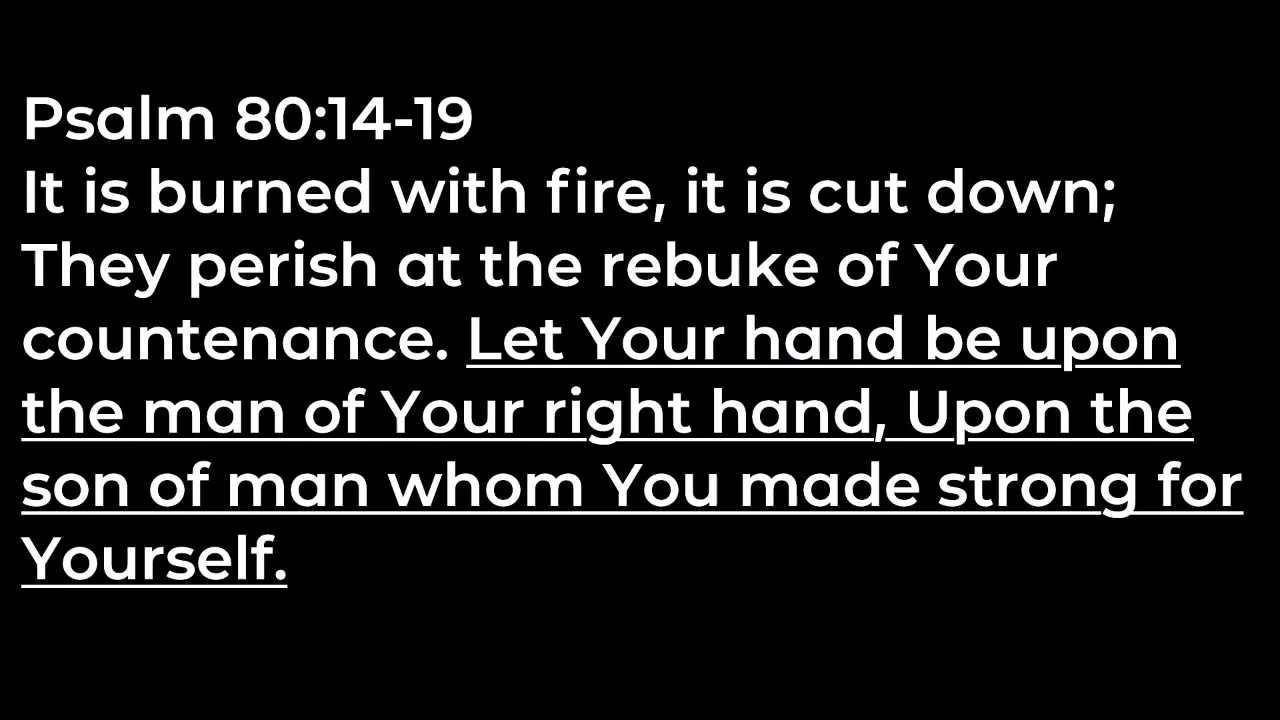 Psalm 80:14-19
It is burned with fire, it is cut down;
They perish at the rebuke of Your
countenance. Let Your hand be upon
the man of Your right hand, Upon the
son of man whom You made strong for
Yourself.